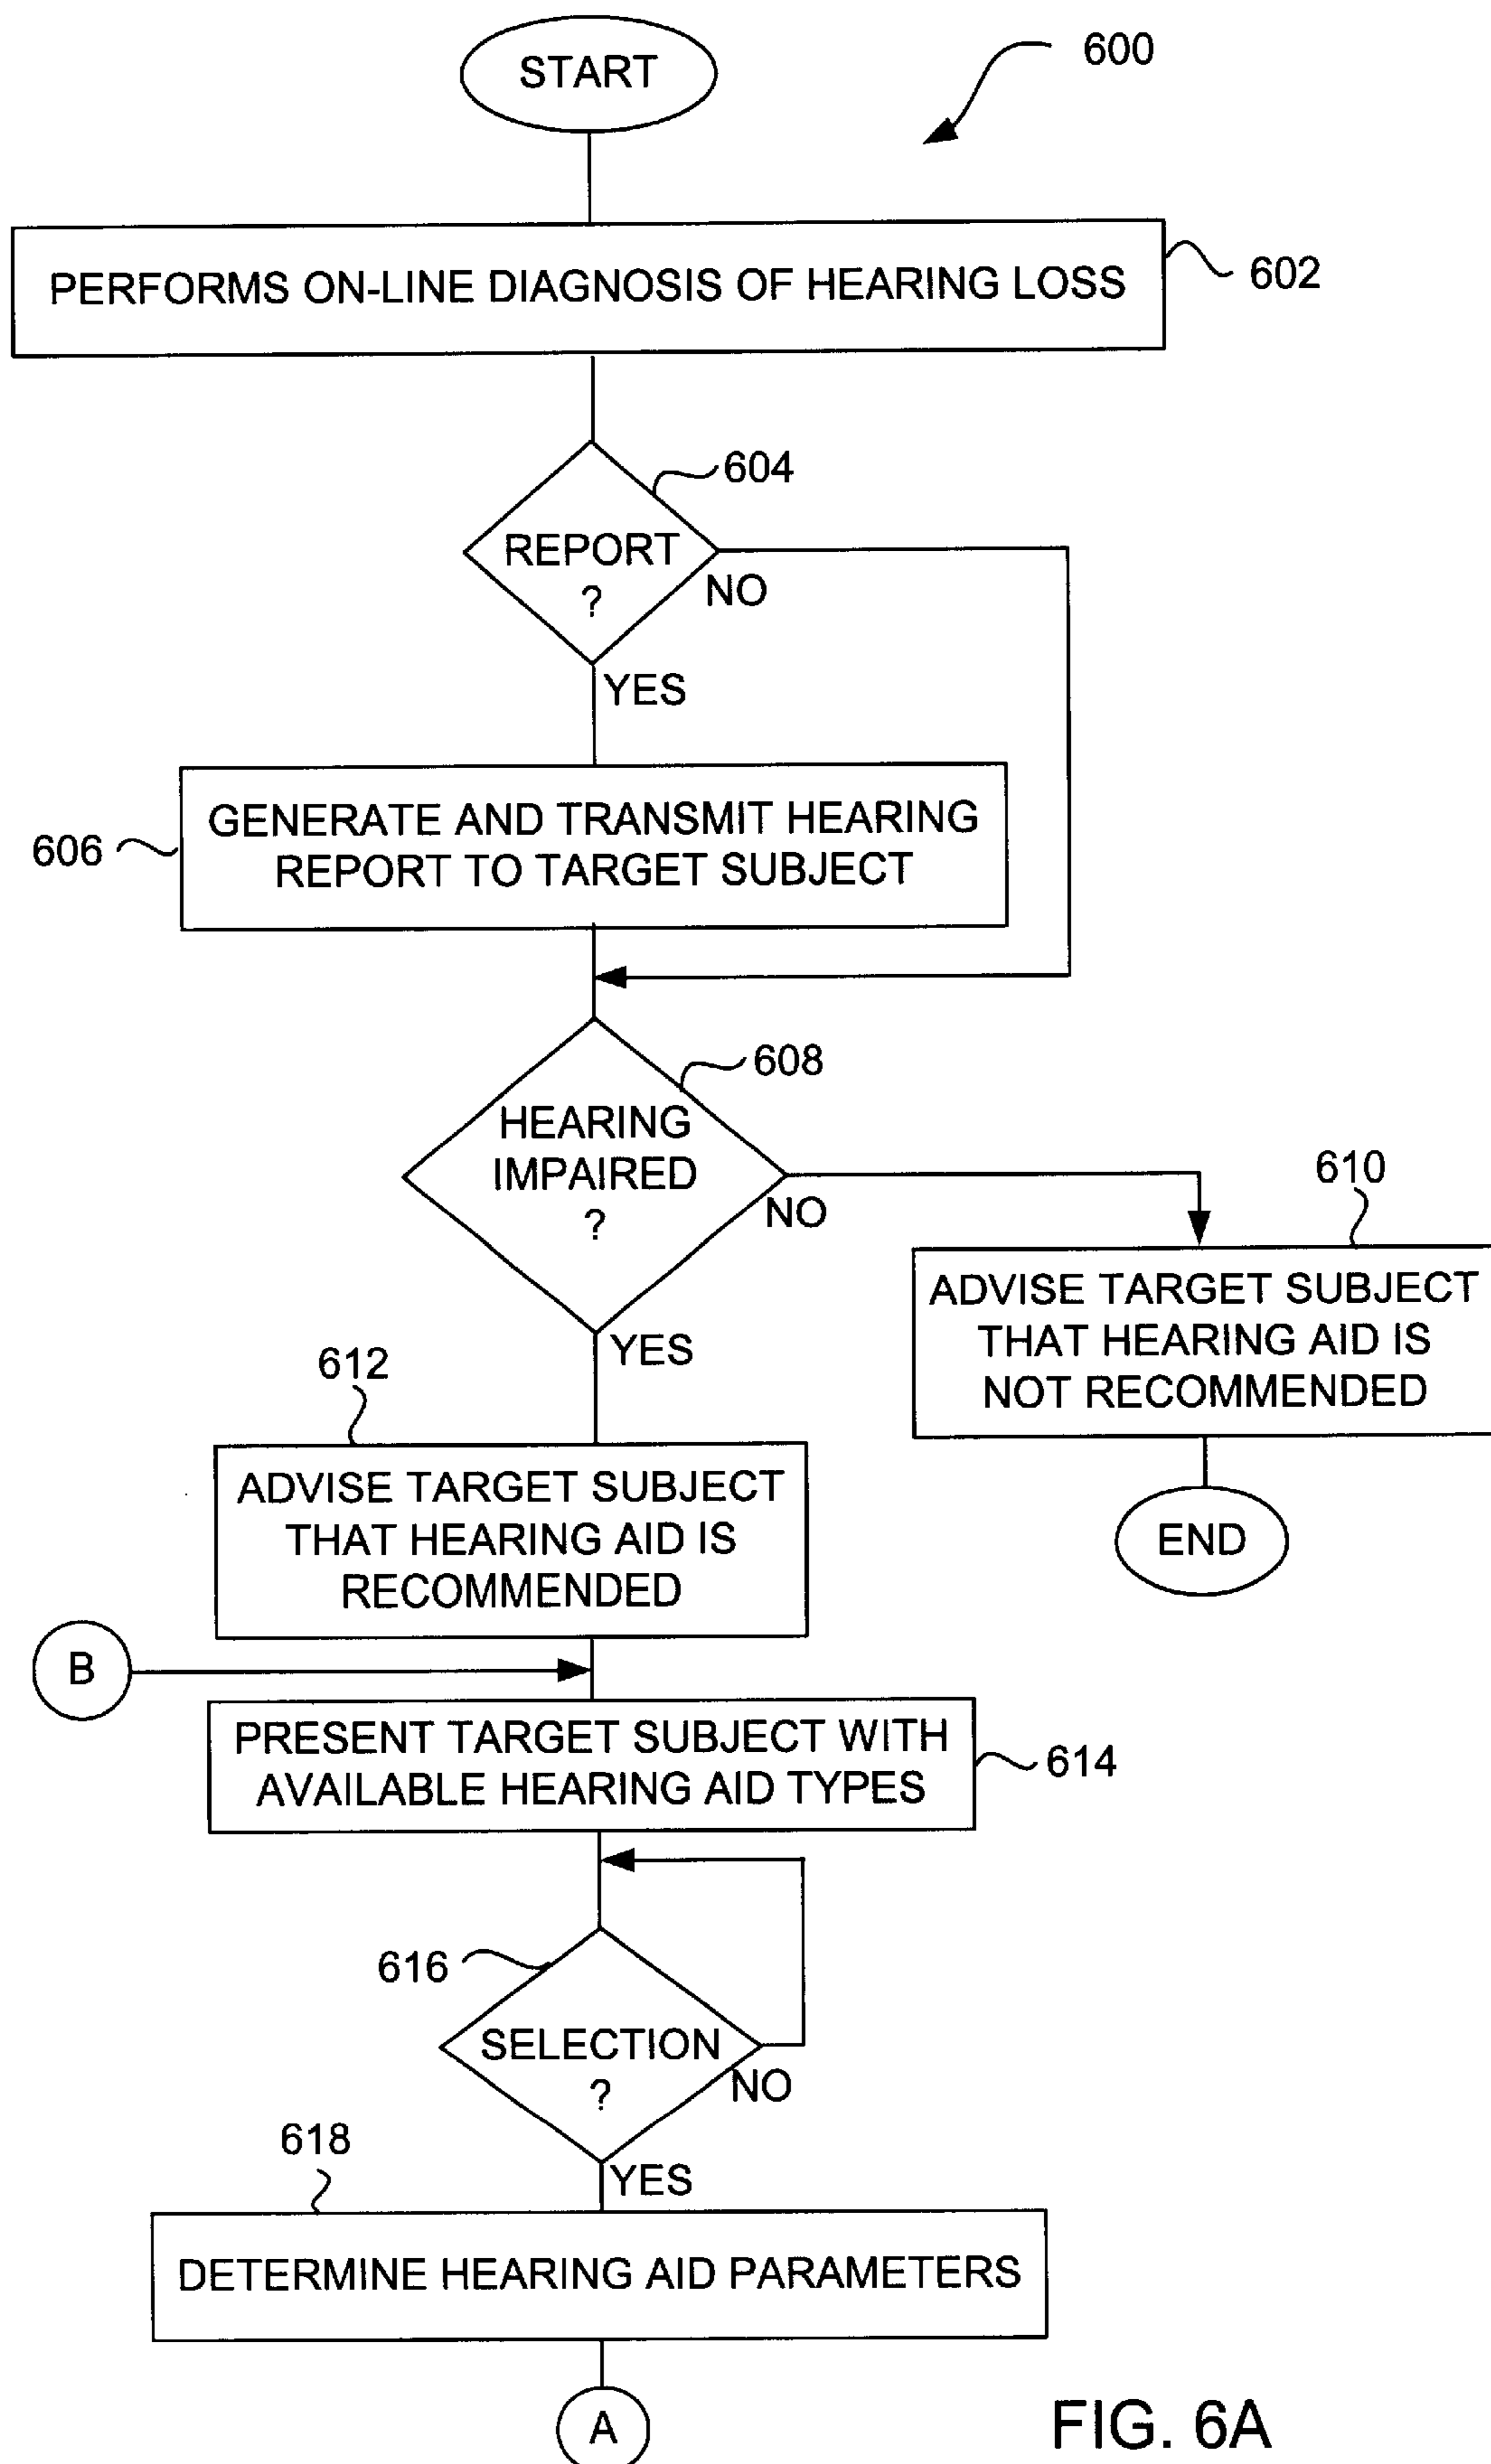 START
600
PERFORMS ON-LINE DIAGNOSIS OF HEARING LOSS
602
604
REPORT
?
NO
YES
606
GENERATE AND TRANSMIT HEARING
REPORT TO TARGET SUBJECT
608
HEARING
IMPAIRED
?
NO
YES
610
ADVISE TARGET SUBJECT
THAT HEARING AID IS
NOT RECOMMENDED
END
612
ADVISE TARGET SUBJECT
THAT HEARING AID IS
RECOMMENDED
B
PRESENT TARGET SUBJECT WITH
AVAILABLE HEARING AID TYPES
614
616
SELECTION
?
NO
YES
618
DETERMINE HEARING AID PARAMETERS
A
FIG. 6A